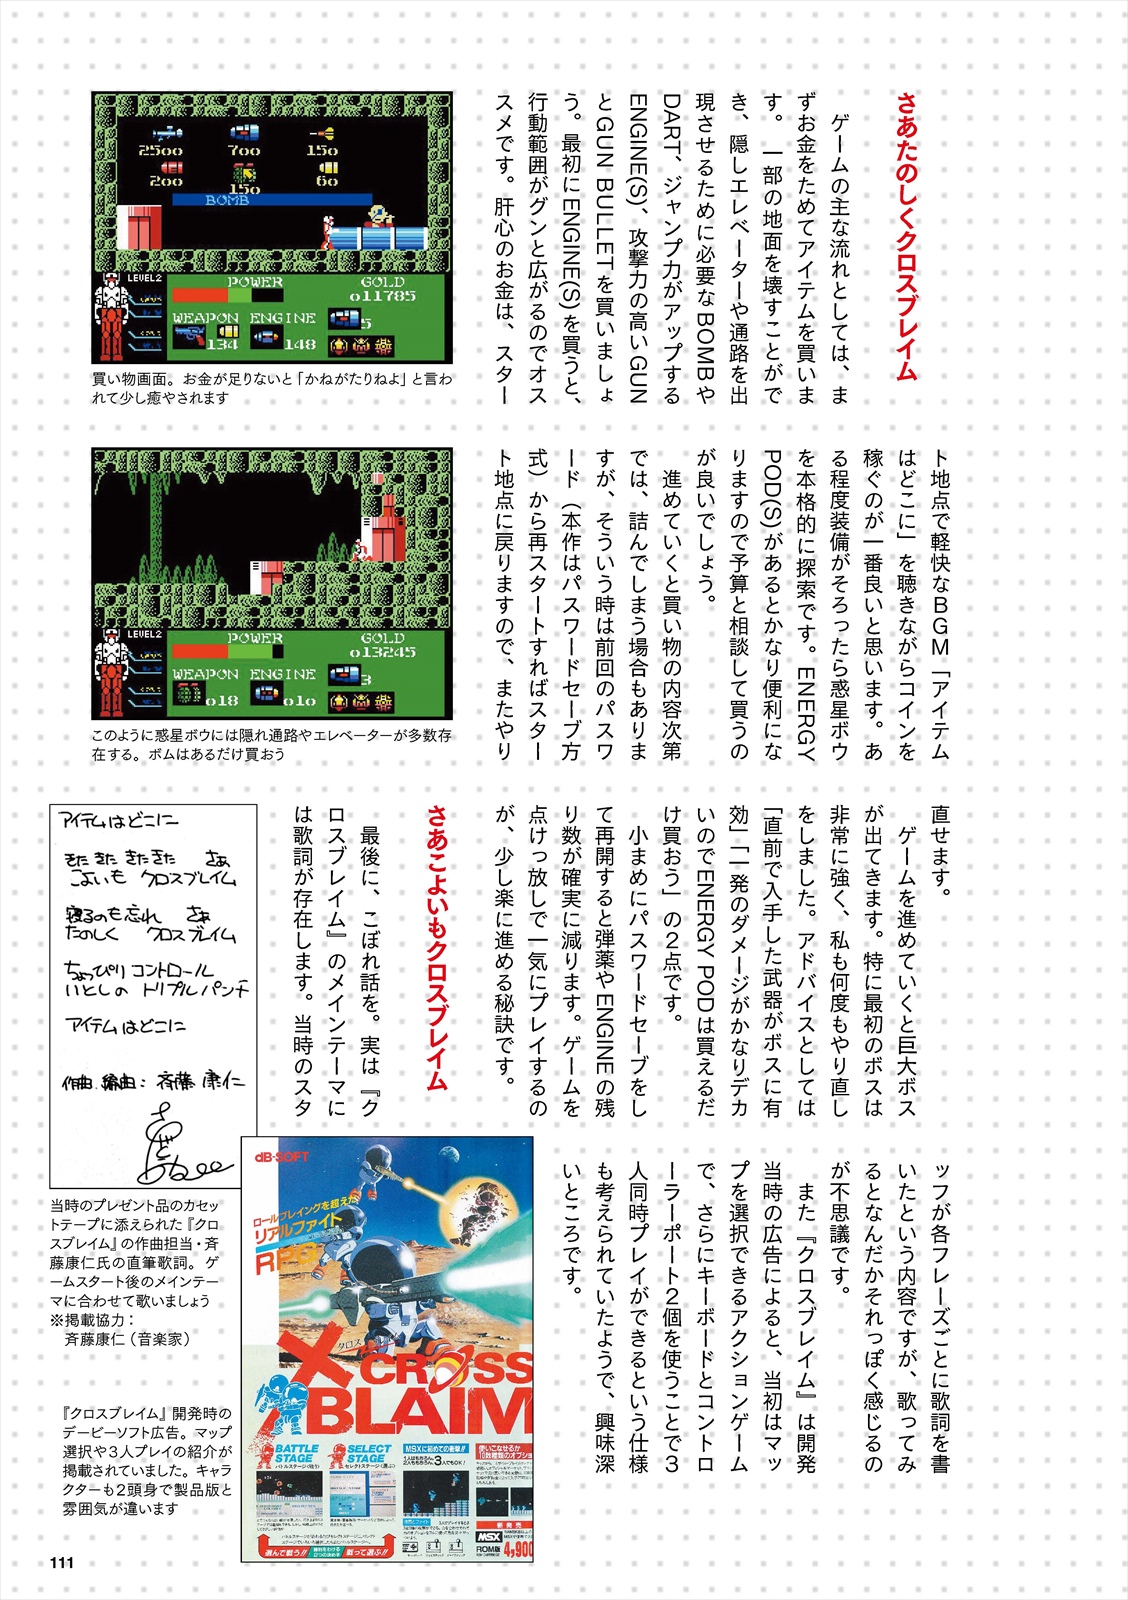 さあたのしくクロスブレイム
ゲームの主な流れとしては、ま
ずお金をためてアイテムを買いま
す。一部の地面を壊すことがで
き、隠しエレベーターや通路を出
現させるために必要なBOMBや
DART、ジャンプ力がアップする
ENGINE(S)、攻撃力の高いGUN
とGUN BULLETを買いましょ
う。最初にENGINE(S)を買うと、
行動範囲がグンと広がるのでオス
スメです。肝心のお金は、スター
ト地点で軽快なBGM「アイテム
はどこに」を聴きながらコインを
稼ぐのが一番良いと思います。あ
る程度装備がそろったら惑星ボウ
を本格的に探索です。ENERGY
POD(S)があるとかなり便利にな
りますので予算と相談して買うの
が良いでしょう。
進めていくと買い物の内容次第
では、詰んでしまう場合もありま
すが、そういう時は前回のパスワ
ード（本作はパスワードセーブ方
式）から再スタートすればスター
ト地点に戻りますので、またやり
直せます。
ゲームを進めていくと巨大ボス
が出てきます。特に最初のボスは
非常に強く、私も何度もやり直し
をしました。アドバイスとしては
「直前で入手した武器がボスに有
効」「一発のダメージがかなりデカ
いのでENERGY PODは買えるだ
け買おう」の2点です。
小まめにパスワードセーブをし
て再開すると弾薬やENGINEの残
り数が確実に減ります。ゲームを
点けっ放しで一気にプレイするの
が、少し楽に進める秘訣です。
さあこよいもクロスブレイム
最後に、こぼれ話を。実は『ク
ロスブレイム』のメインテーマに
は歌詞が存在します。当時のスタ
ッフが各フレーズごとに歌詞を書
いたという内容ですが、歌ってみ
るとなんだかそれっぽく感じるの
が不思議です。
また『クロスブレイム』は開発
当時の広告によると、当初はマッ
プを選択できるアクションゲーム
で、さらにキーボードとコントロ
ーラーポート2個を使うことで3
人同時プレイができるという仕様
も考えられていたようで、興味深
いところです。
2500 700 150
200 150 60
BOMB
LEVEL2
POWER GOLD
011785
WEAPON ENGINE
5
134 148
買い物画面。お金が足りないと「かねがたりねよ」と言わ
れて少し癒やされます
LEVEL2
POWER GOLD
013245
WEAPON ENGINE
3
018 010
このように惑星ボウには隠れ通路やエレベーターが多数存
在する。ボムはあるだけ買おう
アイテムはどこに
きた きた きたきた さあ
こよいも クロスブレイム
寝るのも忘れ さあ
たのしく クロスブレイム
ちょっぴり コントロール
いとしの トリプルパンチ
アイテムはどこに
作曲 編曲：斉藤 康仁
当時のプレゼント品のカセッ
トテープに添えられた『クロ
スブレイム』の作曲担当・斉
藤康仁氏の直筆歌詞。ゲ
ームスタート後のメインテー
マに合わせて歌いましょう
※掲載協力：
斉藤康仁（音楽家）
dB-SOFT
ロールプレイングを超えた
リアルファイト
RPG
クロスブレイム
CROSS
BLAIM
BATTLE
STAGE
SELECT
STAGE
MSXに初めての衝撃!!
3人でもOK!
選んで戦う!!
戦って選ぶ!!
MSX
ROM版
4,900
『クロスブレイム』開発時の
デービーソフト広告。マップ
選択や3人プレイの紹介が
掲載されていました。キャラ
クターも2頭身で製品版と
雰囲気が違います
111